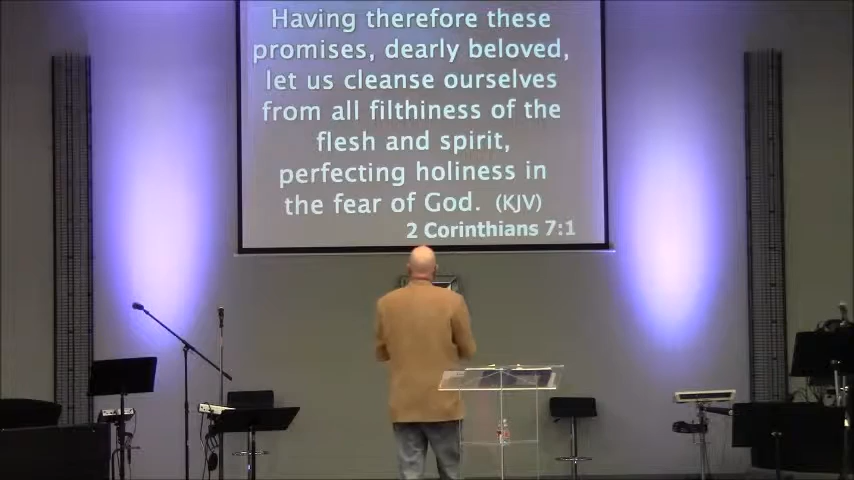 Having therefore these
promises, dearly beloved,
let us cleanse ourselves
from all filthiness of the
flesh and spirit,
perfecting holiness in
the fear of God. (KJV)
2 Corinthians 7:1